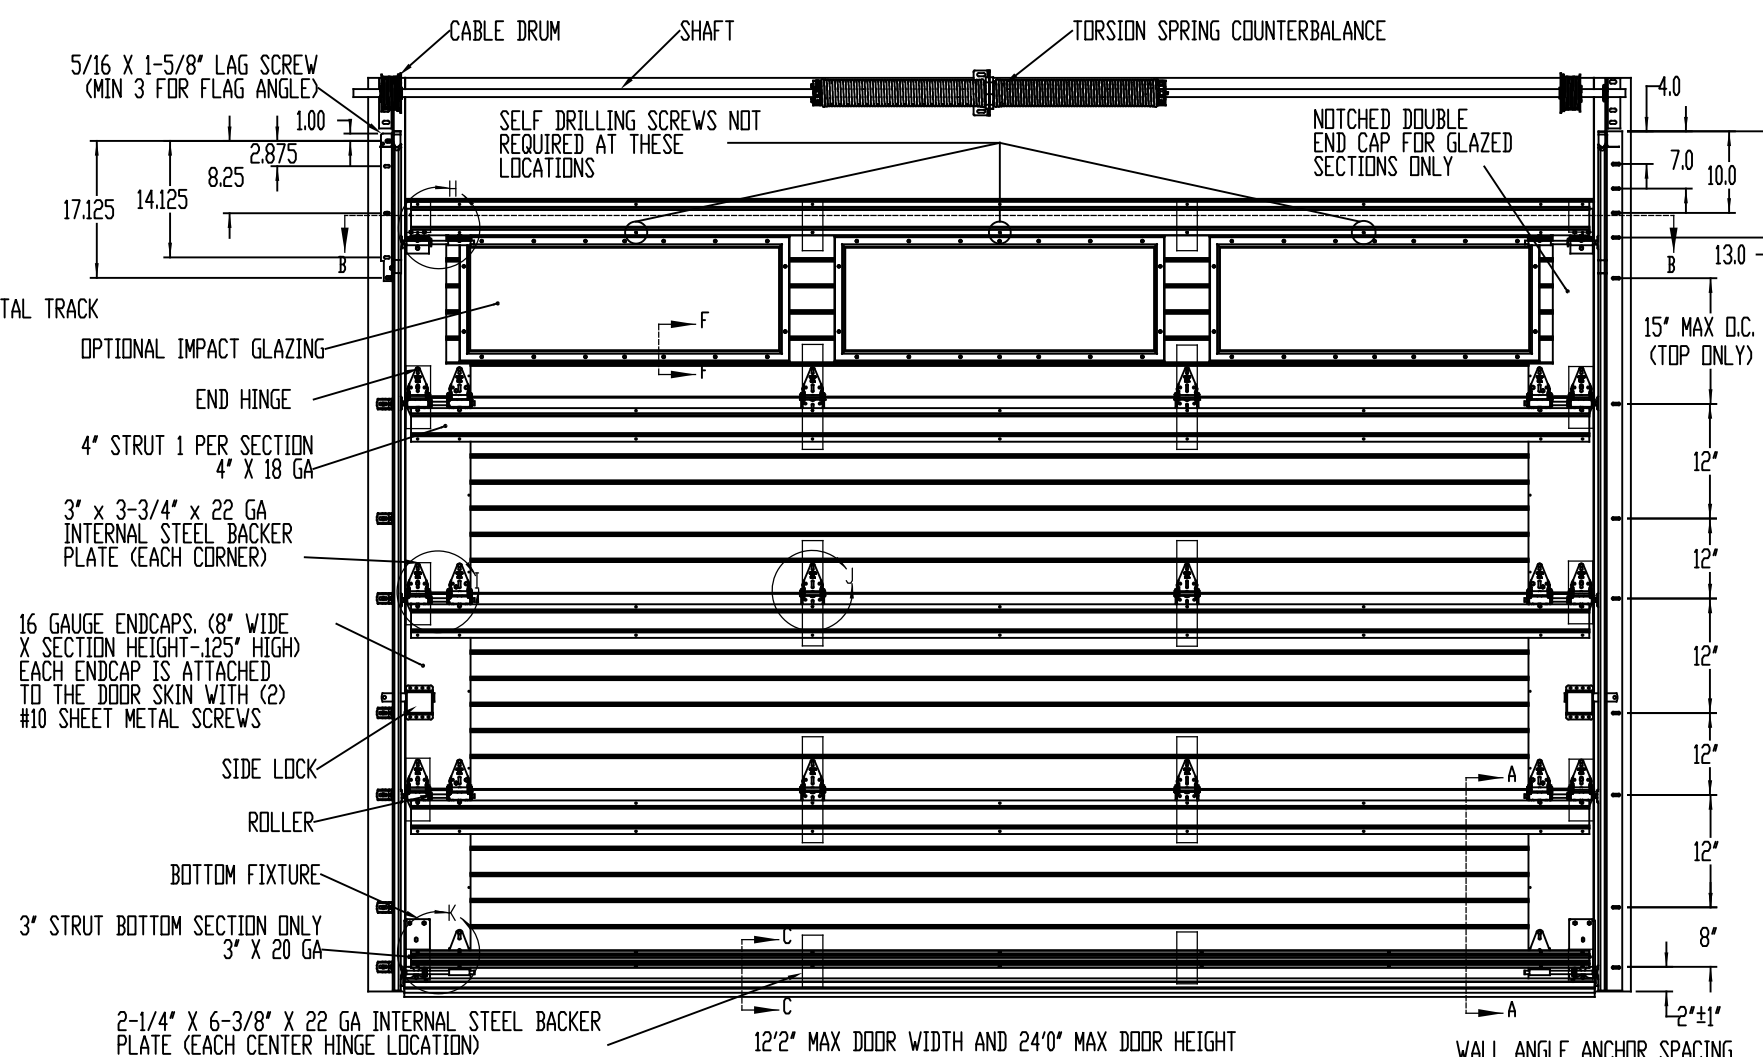 CABLE DRUM
SHAFT
TORSION SPRING COUNTERBALANCE
5/16 X 1-5/8" LAG SCREW
(MIN 3 FOR FLAG ANGLE)
1.00
2.875
8.25
14.125
17.125
SELF DRILLING SCREWS NOT
REQUIRED AT THESE
LOCATIONS
NOTCHED DOUBLE
END CAP FOR GLAZED
SECTIONS ONLY
4.0
7.0
10.0
13.0
H
B
B
TAL TRACK
OPTIONAL IMPACT GLAZING
F
F
15" MAX O.C.
(TOP ONLY)
END HINGE
4" STRUT 1 PER SECTION
4" X 18 GA
12"
3" x 3-3/4" x 22 GA
INTERNAL STEEL BACKER
PLATE (EACH CORNER)
12"
I
J
16 GAUGE ENDCAPS. (8" WIDE
X SECTION HEIGHT-.125" HIGH)
EACH ENDCAP IS ATTACHED
TO THE DOOR SKIN WITH (2)
#10 SHEET METAL SCREWS
12"
SIDE LOCK
12"
A
ROLLER
12"
BOTTOM FIXTURE
K
3" STRUT BOTTOM SECTION ONLY
3" X 20 GA
C
8"
C
A
2"±1"
2-1/4" X 6-3/8" X 22 GA INTERNAL STEEL BACKER
PLATE (EACH CENTER HINGE LOCATION)
12'2" MAX DOOR WIDTH AND 24'0" MAX DOOR HEIGHT
WALL ANGLE ANCHOR SPACING